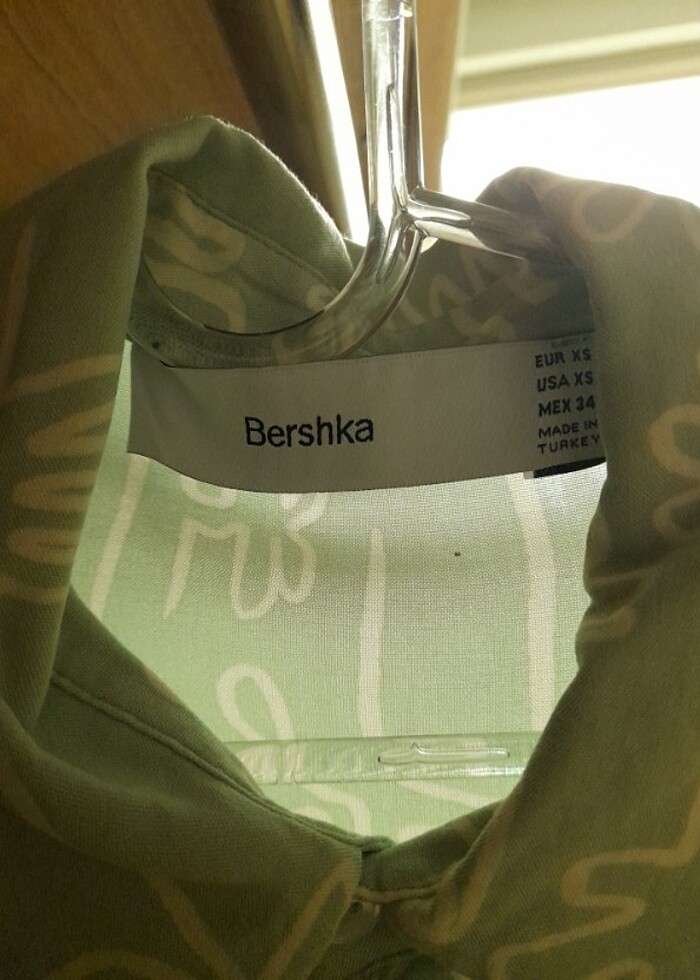 Bershka
EUR XS
USA XS
MEX 34
MADE IN
TURKEY